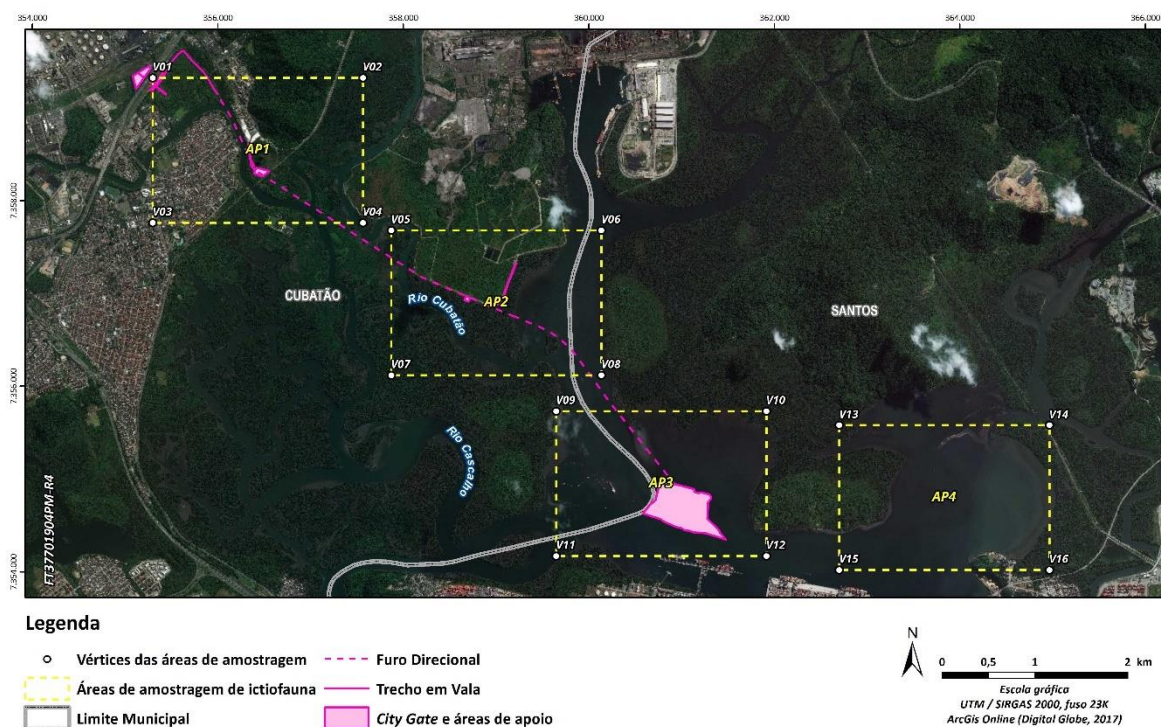 354.000
356.000
358.000
360.000
362.000
364.000
366.000
V01
V02
AP1
7.358.000
V03
V04
V05
V06
CUBATÃO
Rio Cubatão
AP2
SANTOS
7.356.000
V07
V08
V09
V10
V13
V14
Rio Cascalho
AP3
AP4
FT37701904PM-R4
7.354.000
V11
V12
V15
V16
Legenda
Vértices das áreas de amostragem
Furo Direcional
Áreas de amostragem de ictiofauna
Trecho em Vala
Limite Municipal
City Gate e áreas de apoio
N
0 0,5 1 2 km
Escala gráfica
UTM / SIRGAS 2000, fuso 23K
ArcGis Online (Digital Globe, 2017)